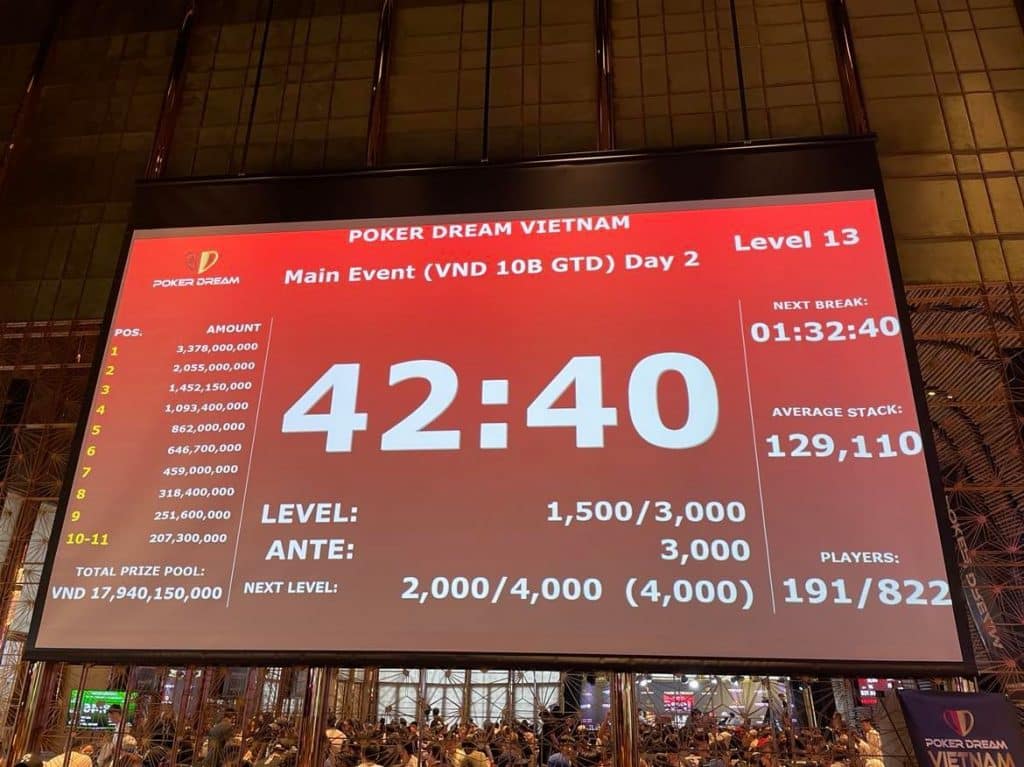 POKER DREAM VIETNAM
Main Event (VND 10B GTD) Day 2
Level 13
POKER DREAM
POS. AMOUNT
1 3,378,000,000
2 2,055,000,000
3 1,452,150,000
4 1,093,400,000
5 862,000,000
6 646,700,000
7 459,000,000
8 318,400,000
9 251,600,000
10-11 207,300,000
TOTAL PRIZE POOL:
VND 17,940,150,000
42:40
LEVEL: 1,500/3,000
ANTE: 3,000
NEXT LEVEL: 2,000/4,000 (4,000)
NEXT BREAK:
01:32:40
AVERAGE STACK:
129,110
PLAYERS:
191/822
POKER DREAM
VIETNAM